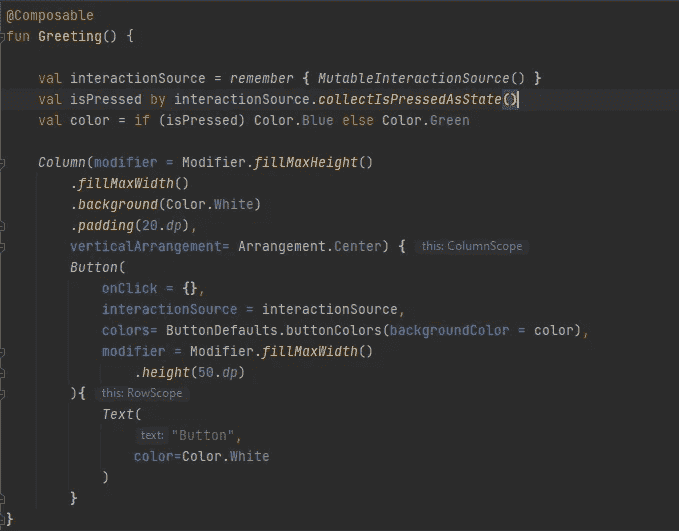 @Composable
fun Greeting() {
val interactionSource = remember { MutableInteractionSource() }
val isPressed by interactionSource.collectIsPressedAsState()
val color = if (isPressed) Color.Blue else Color.Green
Column(modifier = Modifier.fillMaxHeight()
.fillMaxWidth()
.background(Color.White)
.padding(20.dp),
verticalArrangement= Arrangement.Center) { this: ColumnScope
Button(
onClick = {},
interactionSource = interactionSource,
colors= ButtonDefaults.buttonColors(backgroundColor = color),
modifier = Modifier.fillMaxWidth()
.height(50.dp)
){ this: RowScope
Text(
text: "Button",
color=Color.White
)
}
}